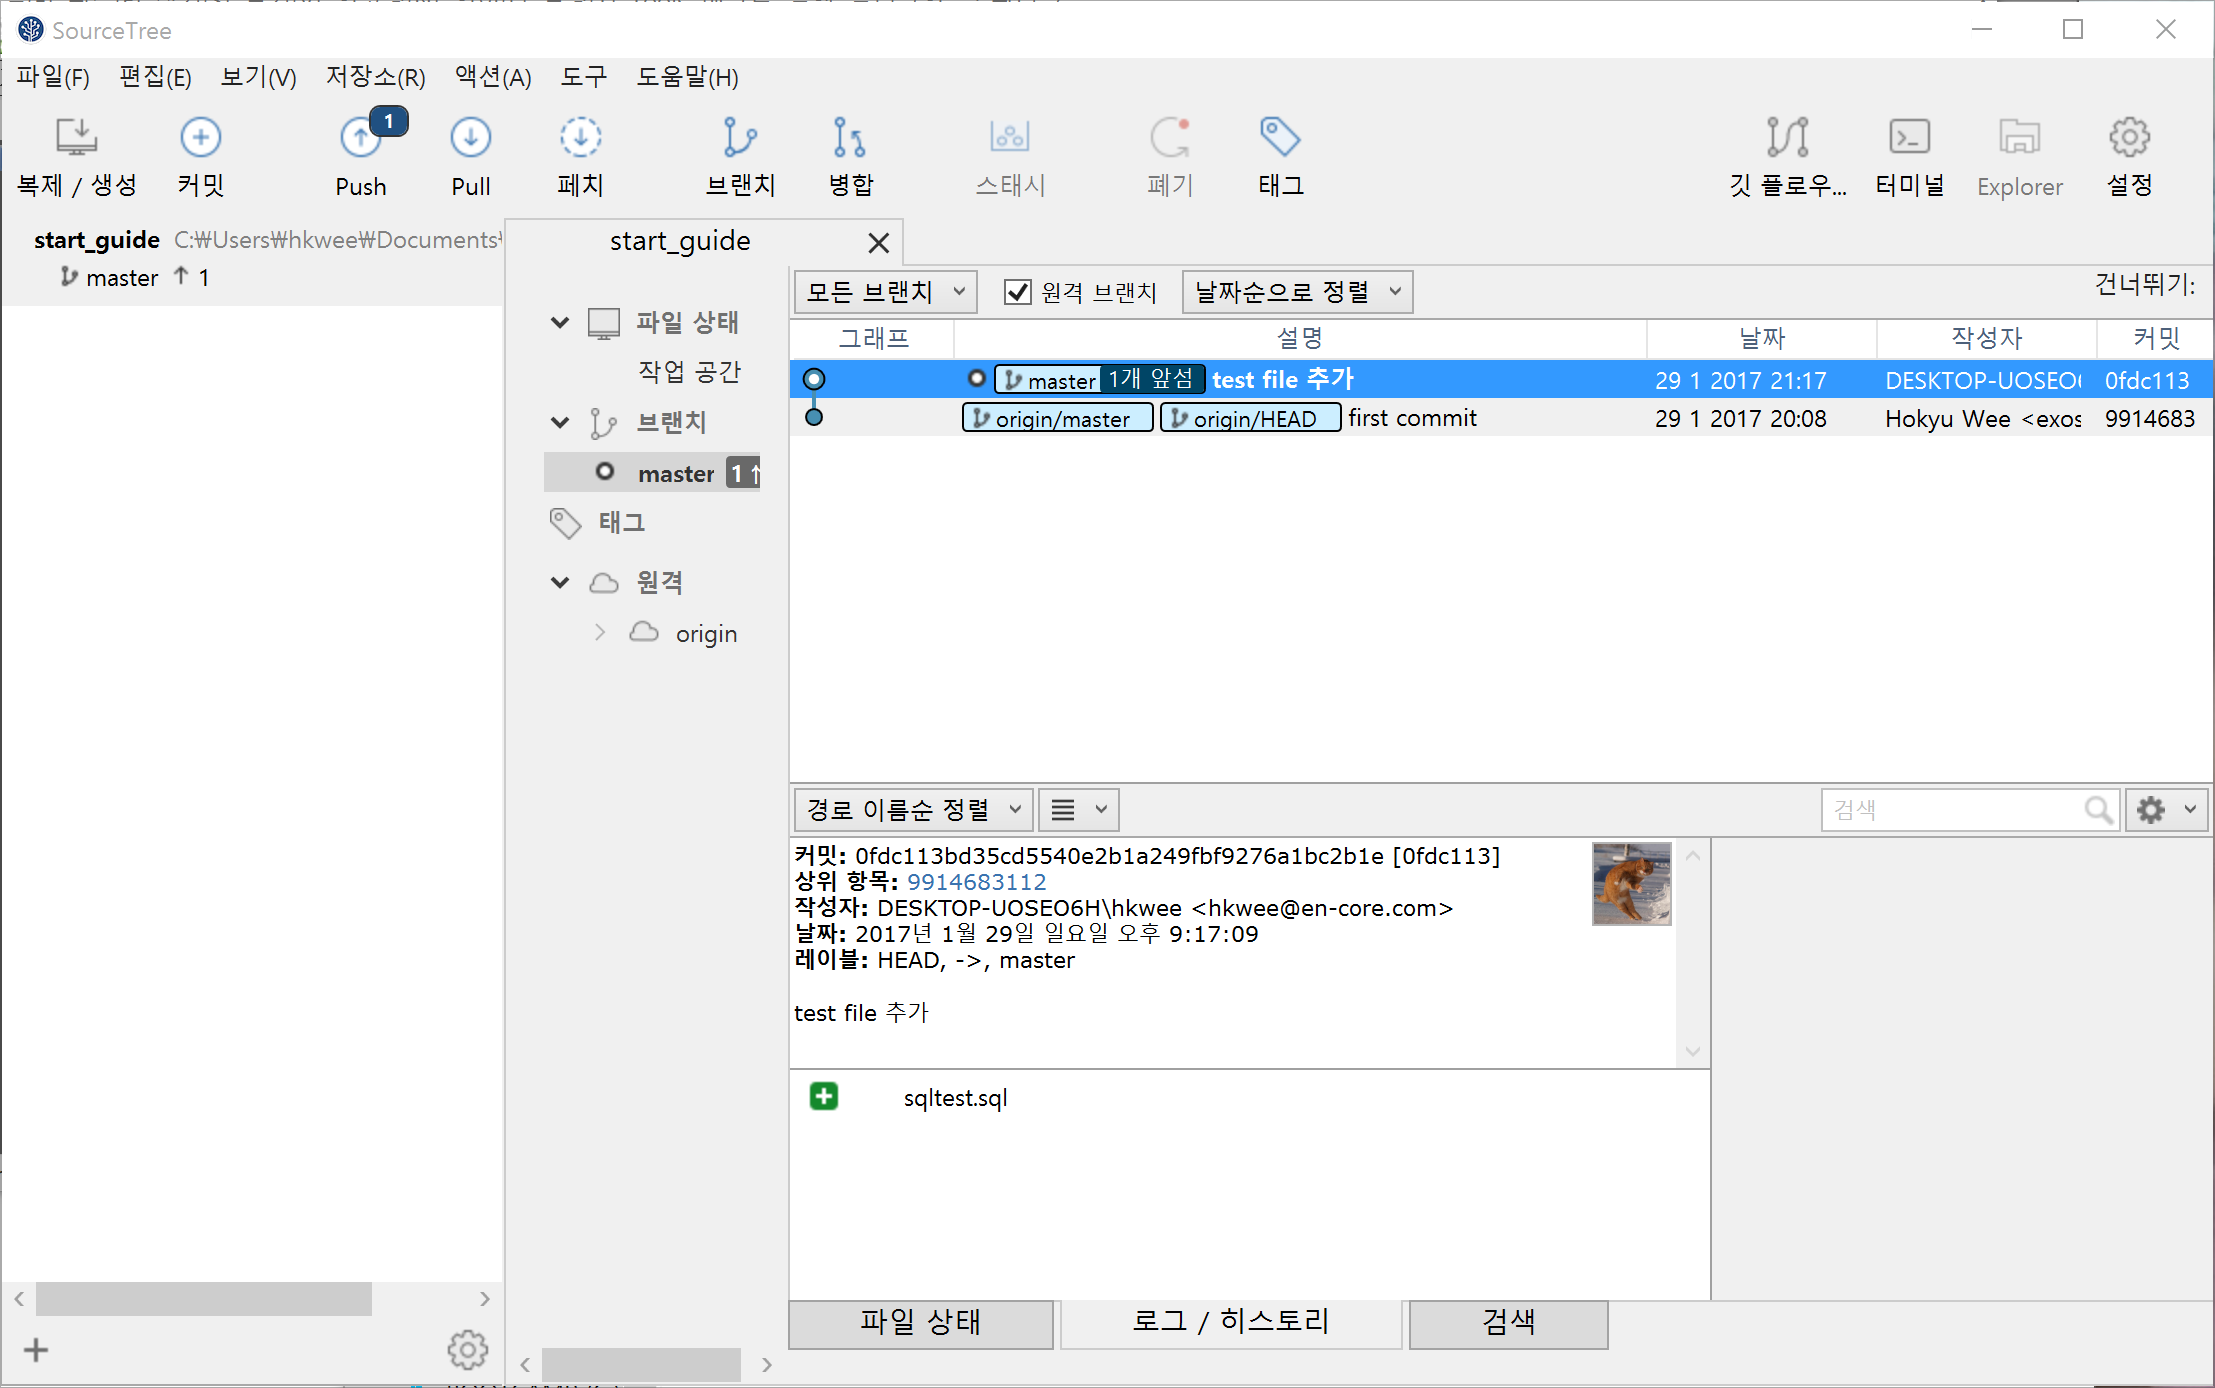 SourceTree
파일(F) 편집(E) 보기(V) 저장소(R) 액션(A) 도구 도움말(H)
1
복제 / 생성 커밋 Push Pull 페치 브랜치 병합 스태시 폐기 태그 깃 플로우... 터미널 Explorer 설정
start_guide C:₩Users₩hkwee₩Documents₩
master ↑ 1
start_guide
파일 상태
작업 공간
브랜치
master 1↑
태그
원격
origin
모든 브랜치 원격 브랜치 날짜순으로 정렬 건너뛰기:
그래프 설명 날짜 작성자 커밋
master 1개 앞섬 test file 추가 29 1 2017 21:17 DESKTOP-UOSEO6 0fdc113
origin/master origin/HEAD first commit 29 1 2017 20:08 Hokyu Wee <exos 9914683
경로 이름순 정렬 검색
커밋: 0fdc113bd35cd5540e2b1a249fbf9276a1bc2b1e [0fdc113]
상위 항목: 9914683112
작성자: DESKTOP-UOSEO6H\hkwee <hkwee@en-core.com>
날짜: 2017년 1월 29일 일요일 오후 9:17:09
레이블: HEAD, ->, master
test file 추가
sqltest.sql
파일 상태 로그 / 히스토리 검색